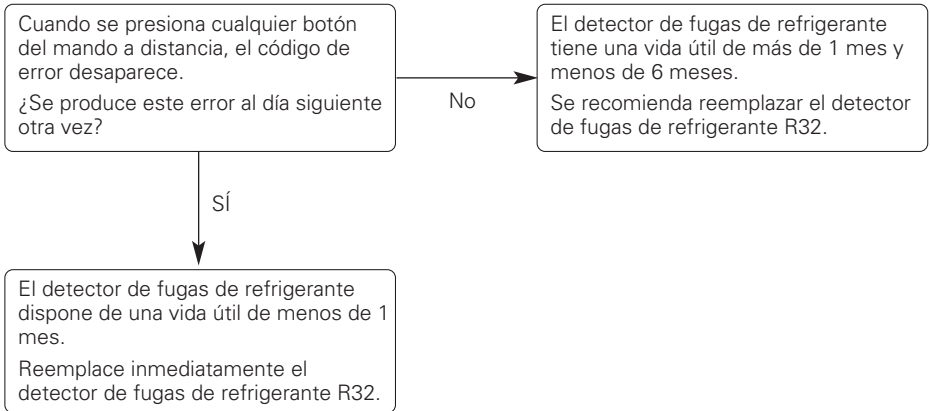 Cuando se presiona cualquier botón
del mando a distancia, el código de
error desaparece.
¿Se produce este error al día siguiente
otra vez?
No
El detector de fugas de refrigerante
tiene una vida útil de más de 1 mes y
menos de 6 meses.
Se recomienda reemplazar el detector
de fugas de refrigerante R32.
SÍ
El detector de fugas de refrigerante
dispone de una vida útil de menos de 1
mes.
Reemplace inmediatamente el
detector de fugas de refrigerante R32.